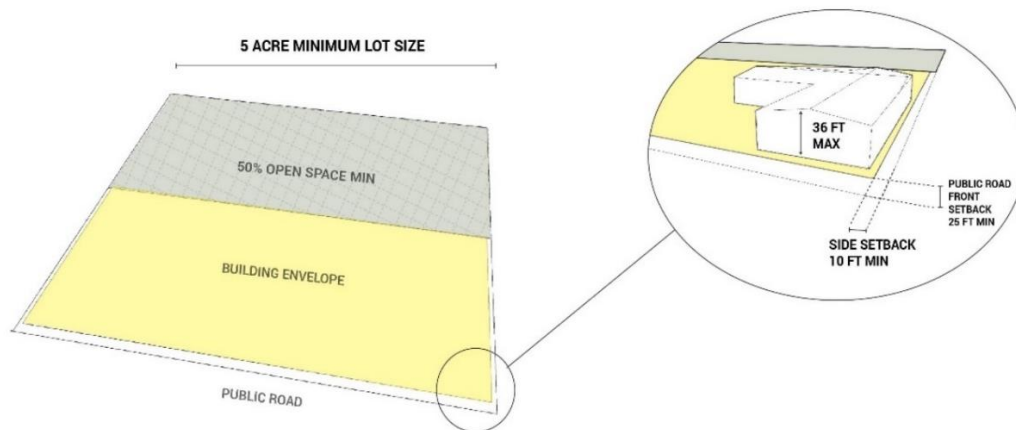 5 ACRE MINIMUM LOT SIZE
50% OPEN SPACE MIN
BUILDING ENVELOPE
PUBLIC ROAD
36 FT
MAX
PUBLIC ROAD
FRONT
SETBACK
25 FT MIN
SIDE SETBACK
10 FT MIN